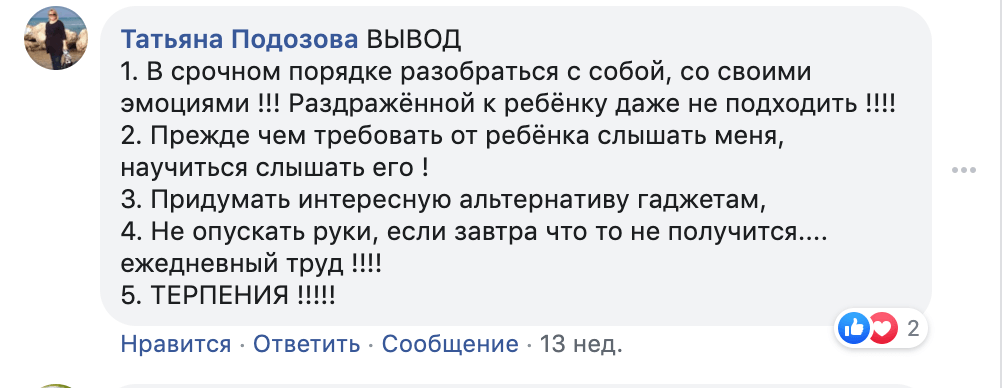 Татьяна Подозова ВЫВОД
1. В срочном порядке разобраться с собой, со своими
эмоциями !!! Раздражённой к ребёнку даже не подходить !!!!
2. Прежде чем требовать от ребёнка слышать меня,
научиться слышать его !
3. Придумать интересную альтернативу гаджетам,
4. Не опускать руки, если завтра что то не получится....
ежедневный труд !!!!
5. ТЕРПЕНИЯ !!!!!
2
Нравится · Ответить · Сообщение · 13 нед.